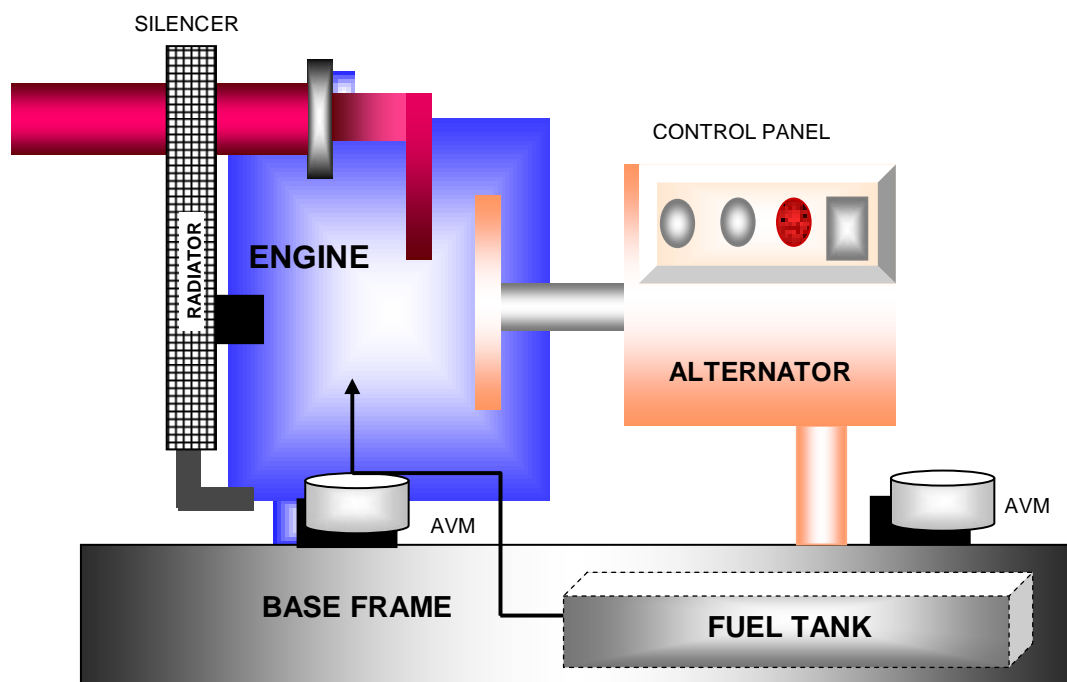 SILENCER
CONTROL PANEL
RADIATOR
ENGINE
ALTERNATOR
AVM
AVM
BASE FRAME
FUEL TANK